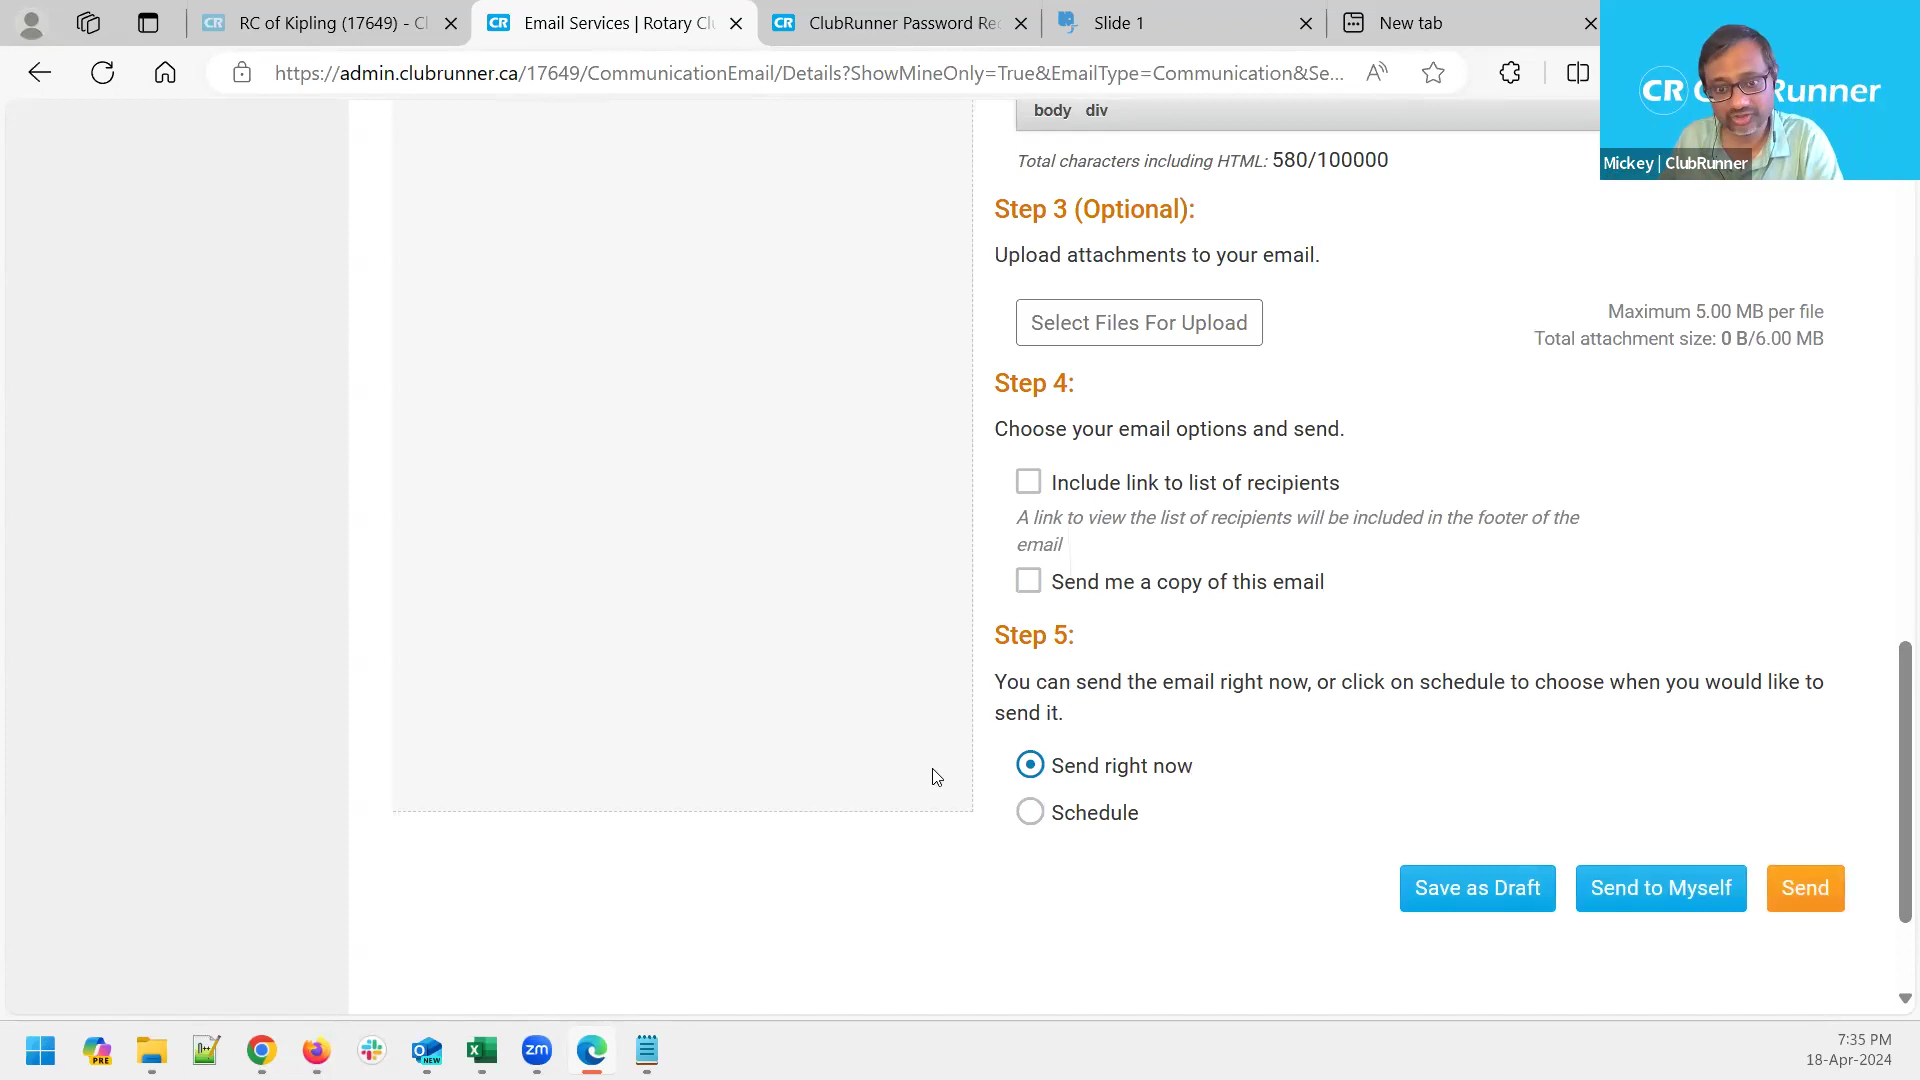 RC of Kipling (17649) - Cl
Email Services | Rotary Clu
ClubRunner Password Re
Slide 1
New tab
https://admin.clubrunner.ca/17649/CommunicationEmail/Details?ShowMineOnly=True&EmailType=Communication&Se...
CR
Runner
Mickey | ClubRunner
body div
Total characters including HTML: 580/100000
Step 3 (Optional):
Upload attachments to your email.
Select Files For Upload
Maximum 5.00 MB per file
Total attachment size: 0 B/6.00 MB
Step 4:
Choose your email options and send.
Include link to list of recipients
A link to view the list of recipients will be included in the footer of the
email
Send me a copy of this email
Step 5:
You can send the email right now, or click on schedule to choose when you would like to
send it.
Send right now
Schedule
Save as Draft
Send to Myself
Send
7:35 PM
18-Apr-2024